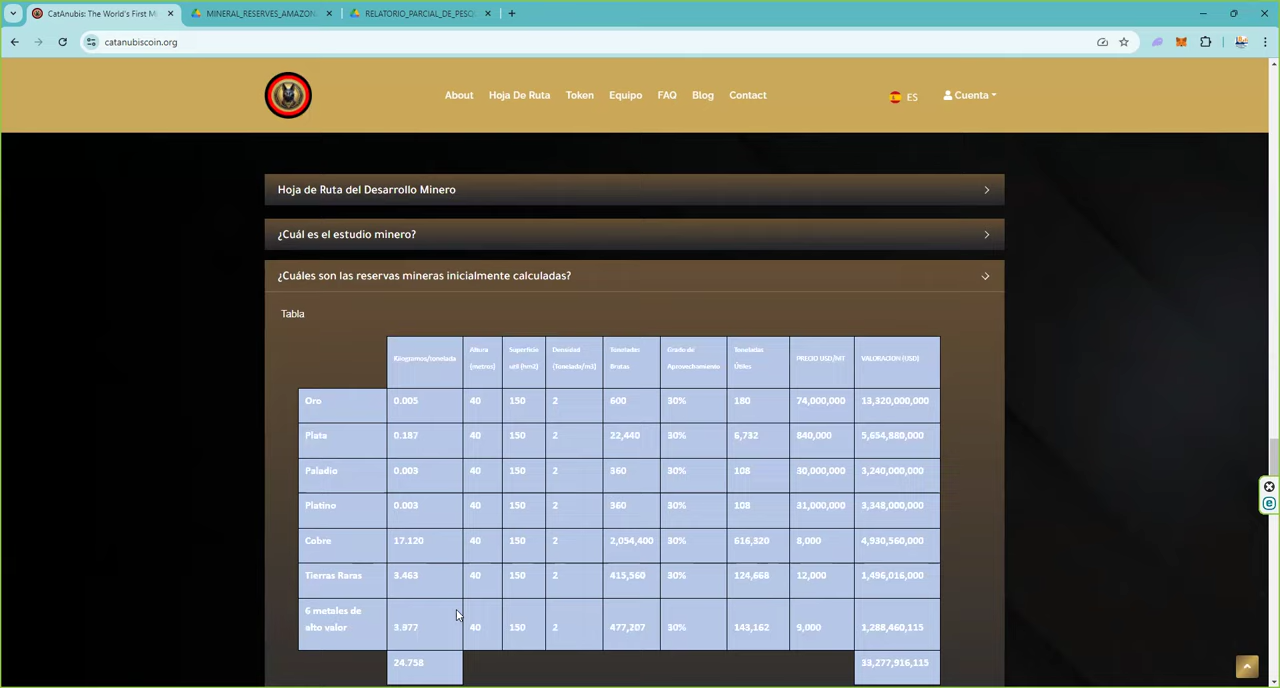 CatAnubis: The World's First M
MINERAL_RESERVES_AMAZON
RELATORIO_PARCIAL_DE_PESQ
catanubiscoin.org
About Hoja De Ruta Token Equipo FAQ Blog Contact ES Cuenta
Hoja de Ruta del Desarrollo Minero
¿Cuál es el estudio minero?
¿Cuáles son las reservas mineras inicialmente calculadas?
Tabla
Kilogramos/tonelada Altura (metros) Superficie util (hm2) Densidad (Tonelada/m3) Toneladas Brutas Grado de Aprovechamiento Toneladas Útiles PRECIO USD/MT VALORACION (USD)
Oro 0.005 40 150 2 600 30% 180 74,000,000 13,320,000,000
Plata 0.187 40 150 2 22,440 30% 6,732 840,000 5,654,880,000
Paladio 0.003 40 150 2 360 30% 108 30,000,000 3,240,000,000
Platino 0.003 40 150 2 360 30% 108 31,000,000 3,348,000,000
Cobre 17.120 40 150 2 2,054,400 30% 616,320 8,000 4,930,560,000
Tierras Raras 3.463 40 150 2 415,560 30% 124,668 12,000 1,496,016,000
6 metales de
alto valor 3.977 40 150 2 477,207 30% 143,162 9,000 1,288,460,115
24.758 33,277,916,115